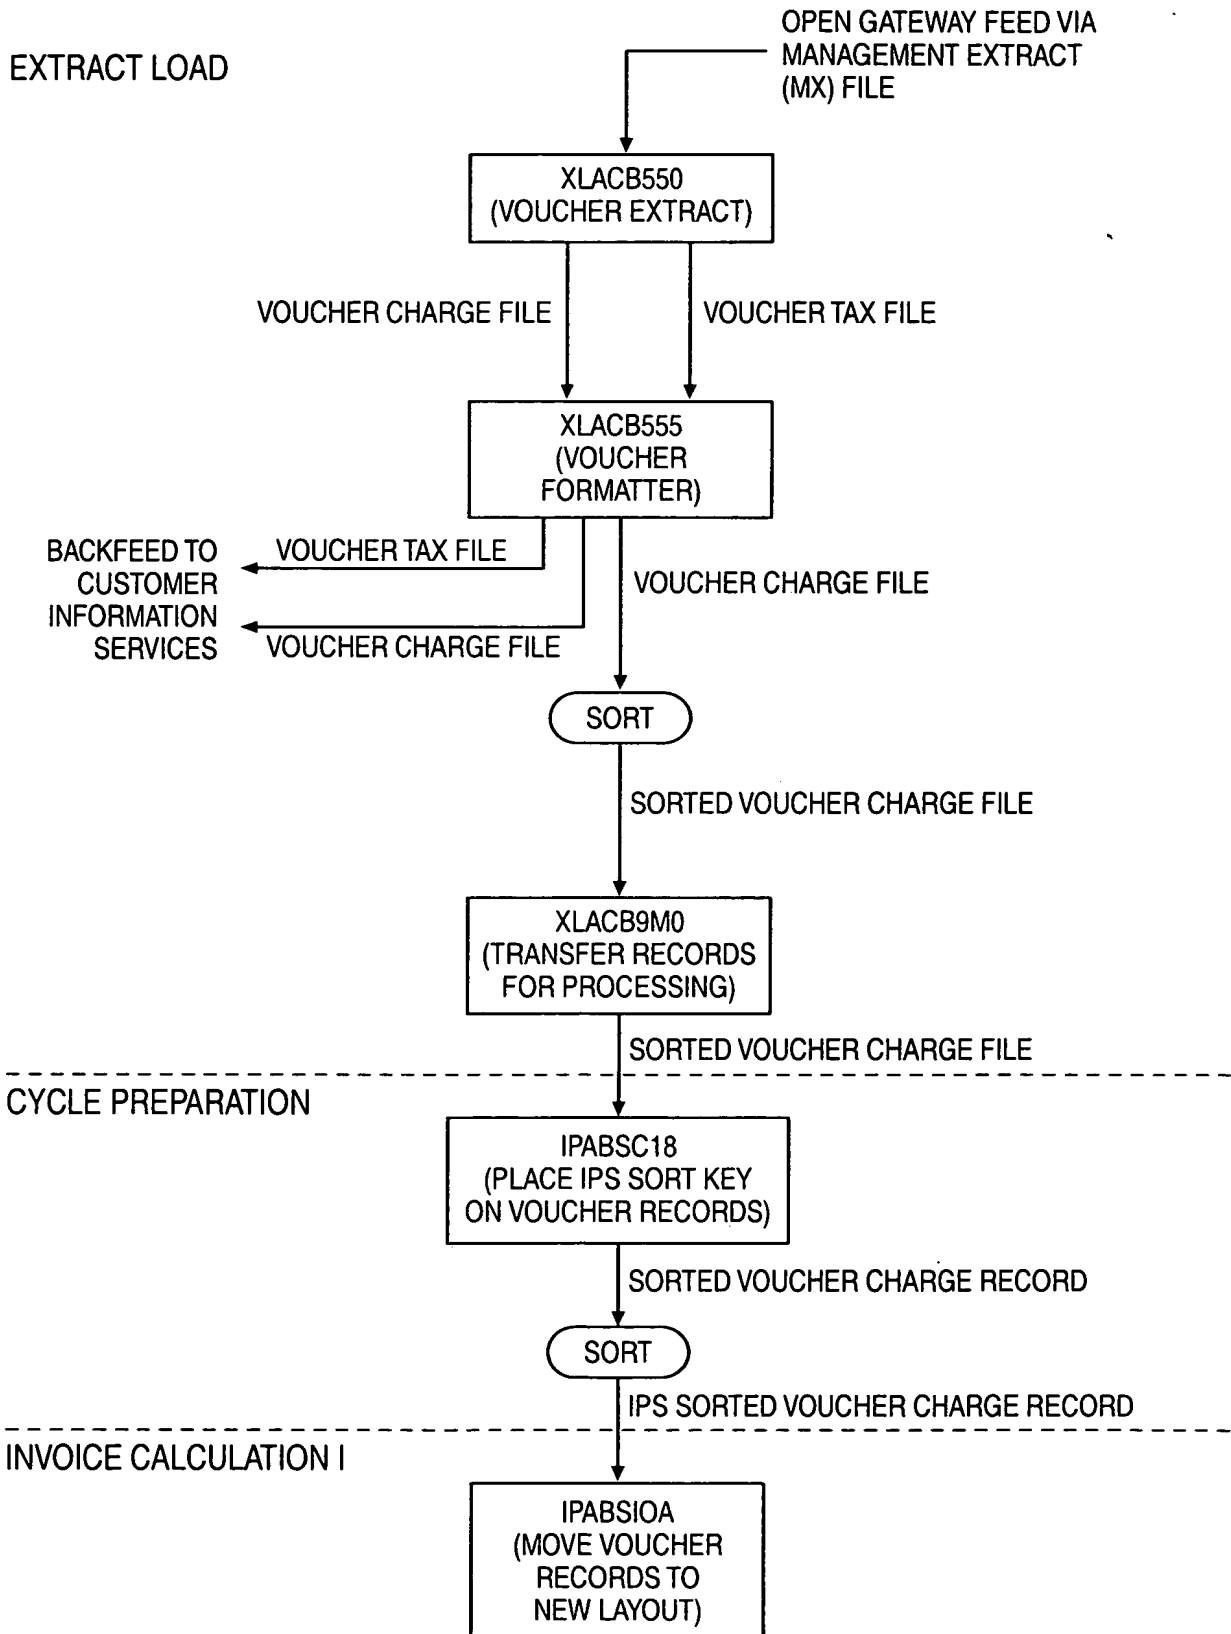 OPEN GATEWAY FEED VIA
MANAGEMENT EXTRACT
(MX) FILE
EXTRACT LOAD
XLACB550
(VOUCHER EXTRACT)
VOUCHER CHARGE FILE
VOUCHER TAX FILE
XLACB555
(VOUCHER
FORMATTER)
BACKFEED TO
CUSTOMER
INFORMATION
SERVICES
VOUCHER TAX FILE
VOUCHER CHARGE FILE
VOUCHER CHARGE FILE
SORT
SORTED VOUCHER CHARGE FILE
XLACB9M0
(TRANSFER RECORDS
FOR PROCESSING)
SORTED VOUCHER CHARGE FILE
CYCLE PREPARATION
IPABSC18
(PLACE IPS SORT KEY
ON VOUCHER RECORDS)
SORTED VOUCHER CHARGE RECORD
SORT
IPS SORTED VOUCHER CHARGE RECORD
INVOICE CALCULATION I
IPABSIOA
(MOVE VOUCHER
RECORDS TO
NEW LAYOUT)